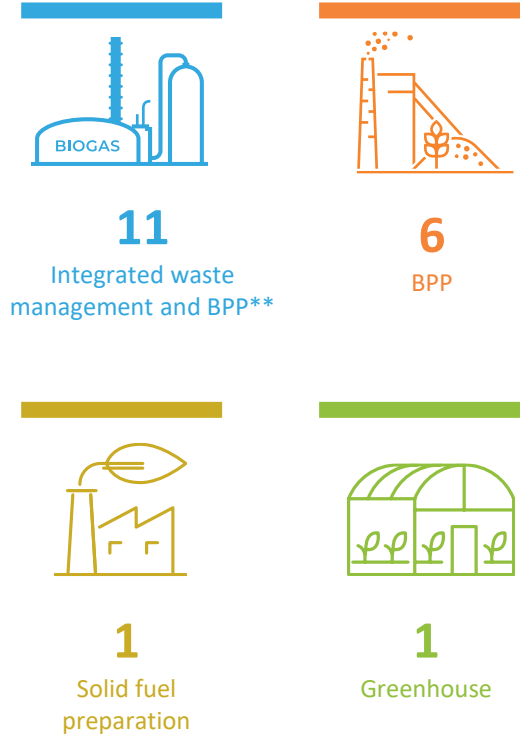 BIOGAS
11
Integrated waste
management and BPP**
6
BPP
1
Solid fuel
preparation
1
Greenhouse